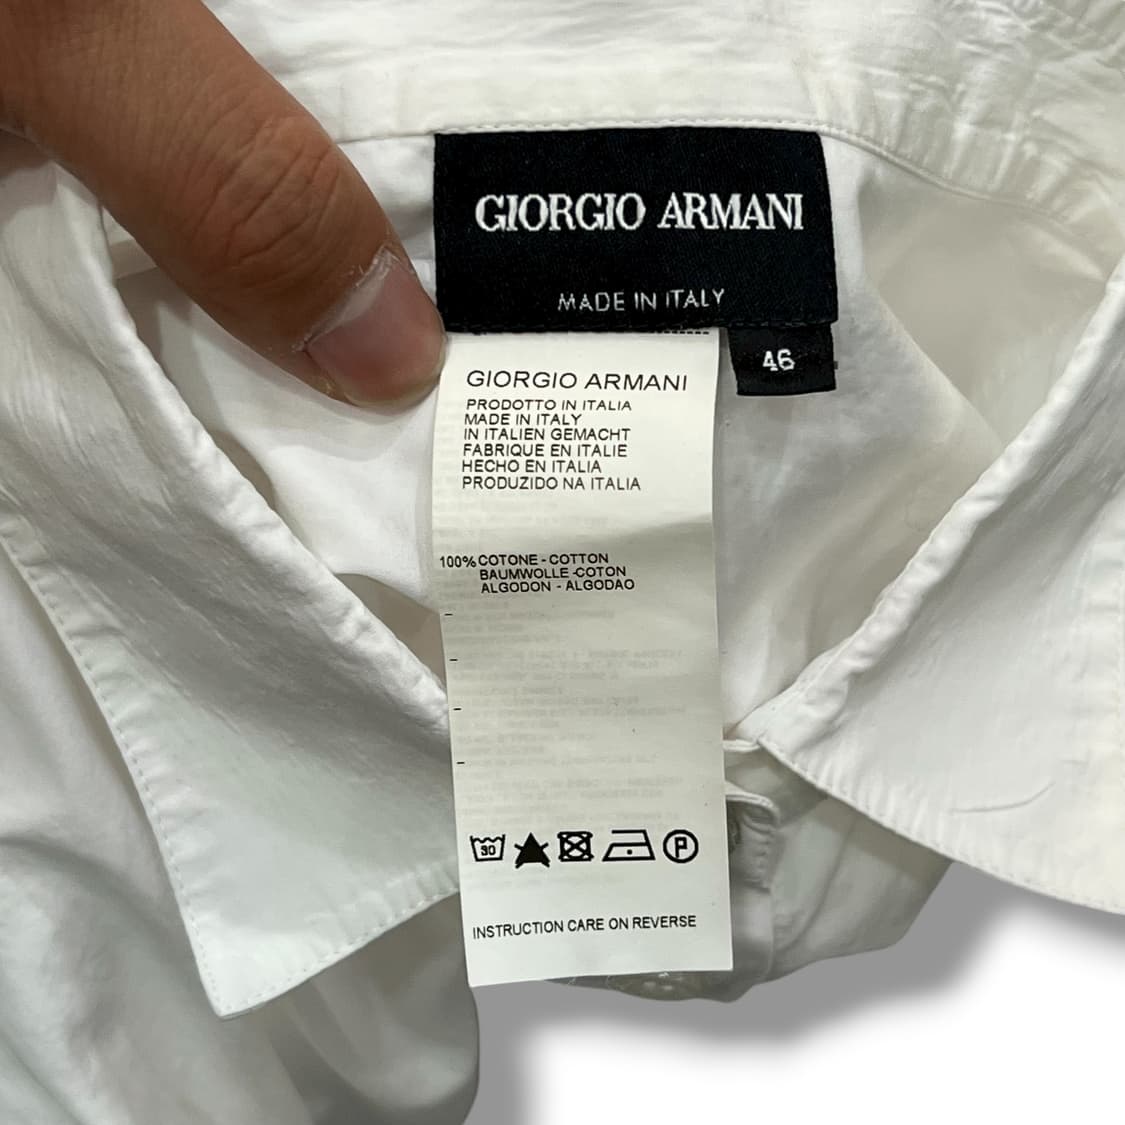 GIORGIO ARMANI
MADE IN ITALY
46
GIORGIO ARMANI
PRODOTTO IN ITALIA
MADE IN ITALY
IN ITALIEN GEMACHT
FABRIQUE EN ITALIE
HECHO EN ITALIA
PRODUZIDO NA ITALIA
100% COTONE - COTTON
BAUMWOLLE -COTON
ALGODON - ALGODAO
-
-
-
-
30
P
INSTRUCTION CARE ON REVERSE